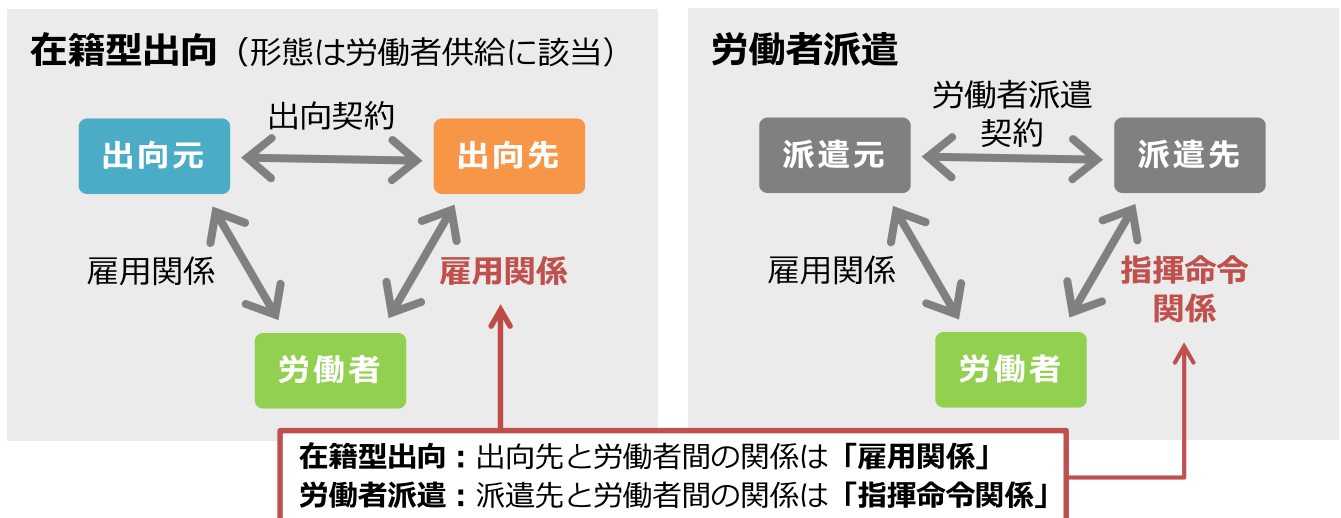 在籍型出向（形態は労働者供給に該当）
出向契約
出向元
出向先
雇用関係
雇用関係
労働者
労働者派遣
労働者派遣
契約
派遣元
派遣先
雇用関係
指揮命令
関係
労働者
在籍型出向：出向先と労働者間の関係は「雇用関係」
労働者派遣：派遣先と労働者間の関係は「指揮命令関係」